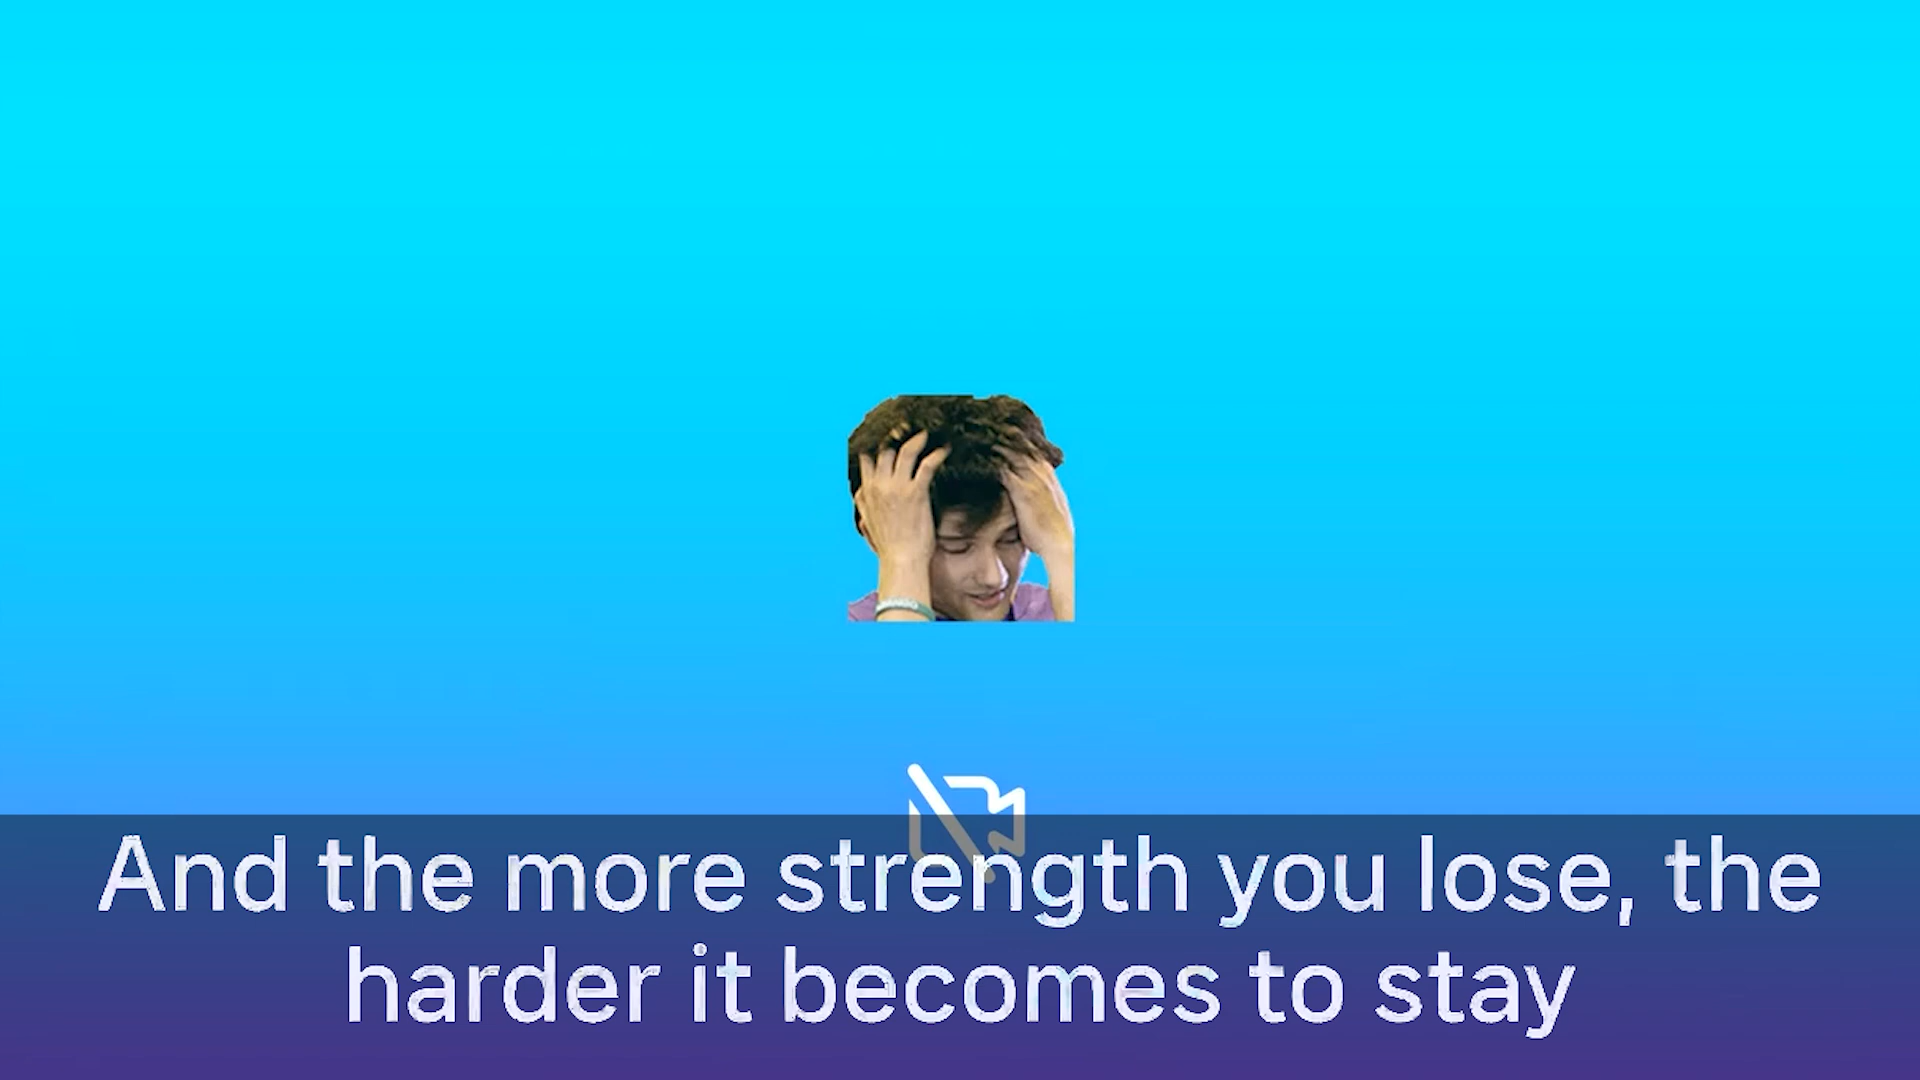 And the more strength you lose, the
harder it becomes to stay